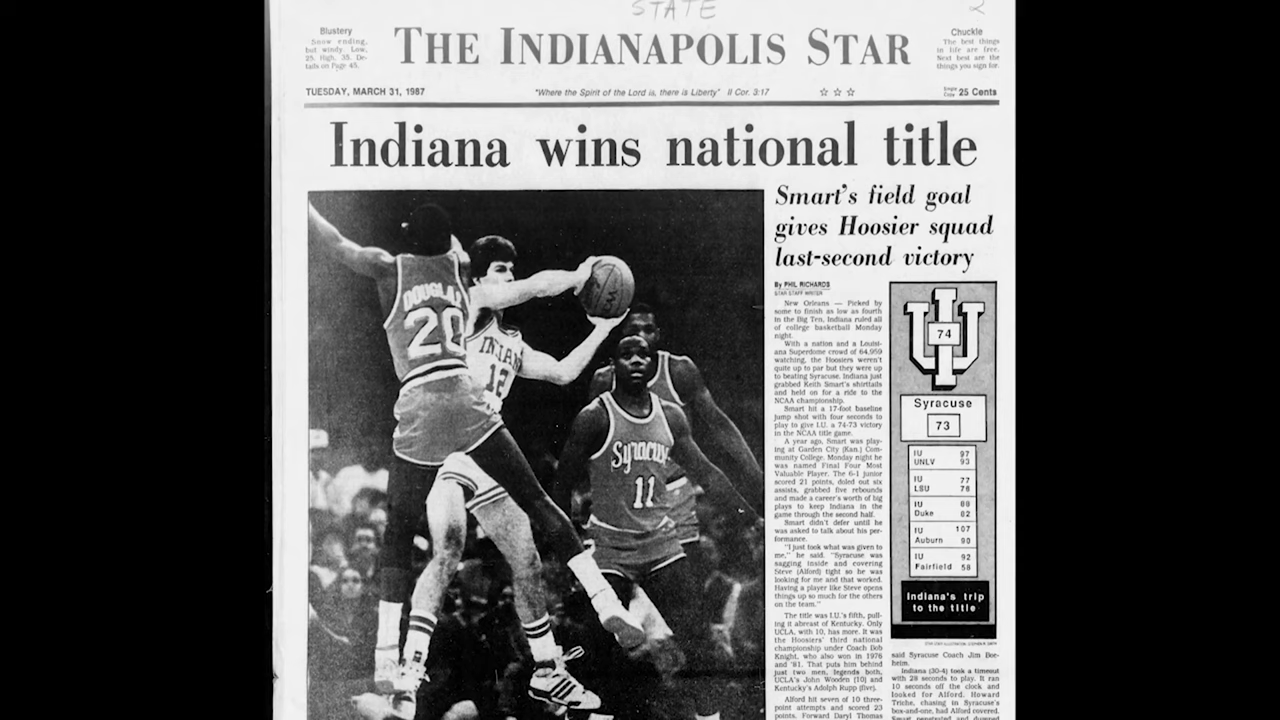 STATE
2
Blustery
Snow ending,
but windy. Low,
25. High, 35. De-
tails on Page 45.
THE INDIANAPOLIS STAR
Chuckle
The best things
in life are free.
Next best are the
things you sign for.
TUESDAY, MARCH 31, 1987
"Where the Spirit of the Lord is, there is Liberty" II Cor. 3:17
☆ ☆ ☆
Single Copy 25 Cents
Indiana wins national title
Smart's field goal
gives Hoosier squad
last-second victory
DOUGLA
20
INDIAN
12
Syracus
11
By PHIL RICHARDS
STAR STAFF WRITER
New Orleans — Picked by
some to finish as low as fourth
in the Big Ten, Indiana ruled all
of college basketball Monday
night.
With a nation and a Louisi-
ana Superdome crowd of 64,959
watching, the Hoosiers weren't
quite up to par but they were up
to beating Syracuse. Indiana just
grabbed Keith Smart's shirttails
and held on for a ride to the
NCAA championship.
Smart hit a 17-foot baseline
jump shot with four seconds to
play to give I.U. a 74-73 victory
in the NCAA title game.
A year ago, Smart was play-
ing at Garden City (Kan.) Com-
munity College. Monday night he
was named Final Four Most
Valuable Player. The 6-1 junior
scored 21 points, doled out six
assists, grabbed five rebounds
and made a career's worth of big
plays to keep Indiana in the
game through the second half.
Smart didn't defer until he
was asked to talk about his per-
formance.
"I just took what was given to
me," he said. "Syracuse was
sagging inside and covering
Steve (Alford) tight so he was
looking for me and that worked.
Having a player like Steve opens
things up so much for the others
on the team."
The title was I.U.'s fifth, pull-
ing it abreast of Kentucky. Only
UCLA, with 10, has more. It was
the Hoosiers' third national
championship under Coach Bob
Knight, who also won in 1976
and '81. That puts him behind
just two men, legends both,
UCLA's John Wooden (10) and
Kentucky's Adolph Rupp (five).
Alford hit seven of 10 three-
point attempts and scored 23
points. Forward Daryl Thomas
IU
74
Syracuse
73
IU 97
UNLV 93
IU 77
LSU 76
IU 88
Duke 82
IU 107
Auburn 90
IU 92
Fairfield 58
Indiana's trip
to the title
said Syracuse Coach Jim Boe-
heim.
Indiana (30-4) took a timeout
with 28 seconds to play. It ran
10 seconds off the clock and
looked for Alford. Howard
Triche, chasing in Syracuse's
box-and-one, had Alford covered.
Smart penetrated and dumped